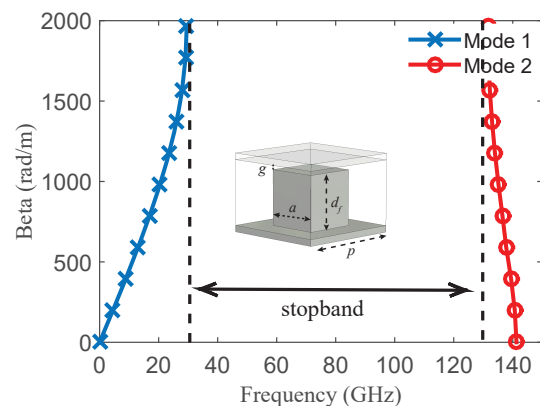 2000
1500
1000
500
0
Beta (rad/m)
Mode 1
Mode 2
g
a
d_f
p
stopband
0 20 40 60 80 100 120 140
Frequency (GHz)